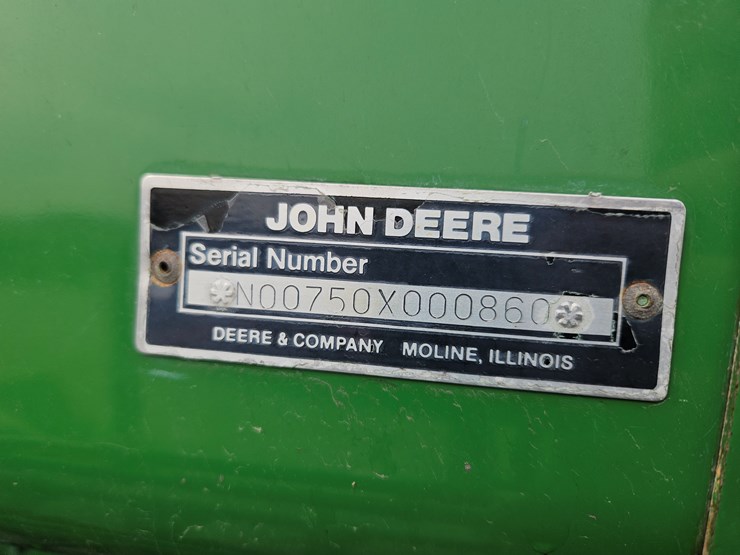 JOHN DEERE
Serial Number
N00750X000860
DEERE & COMPANY MOLINE, ILLINOIS